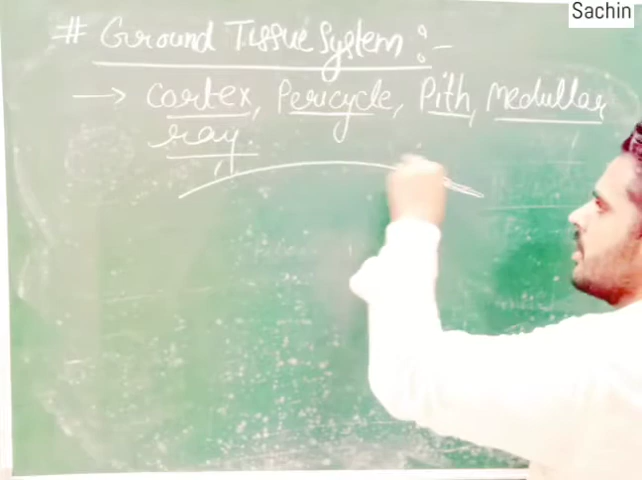 Sachin
# Ground Tissue System :-
→ Cortex, Pericycle, Pith, Medullar
ray.